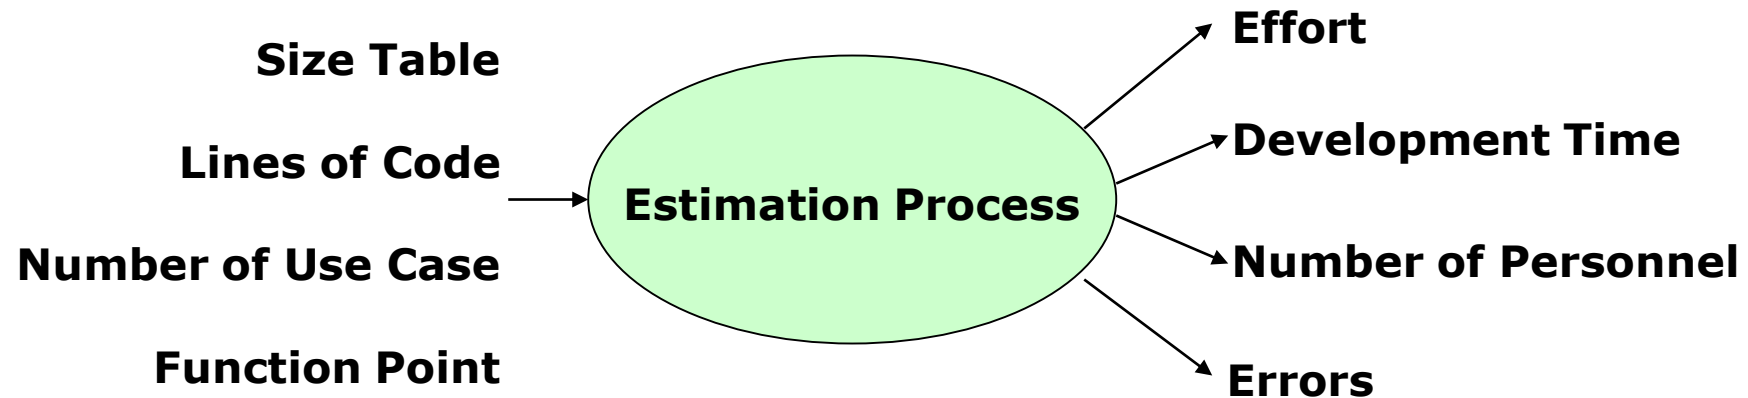 Size Table
Lines of Code
Number of Use Case
Function Point
Estimation Process
Effort
Development Time
Number of Personnel
Errors